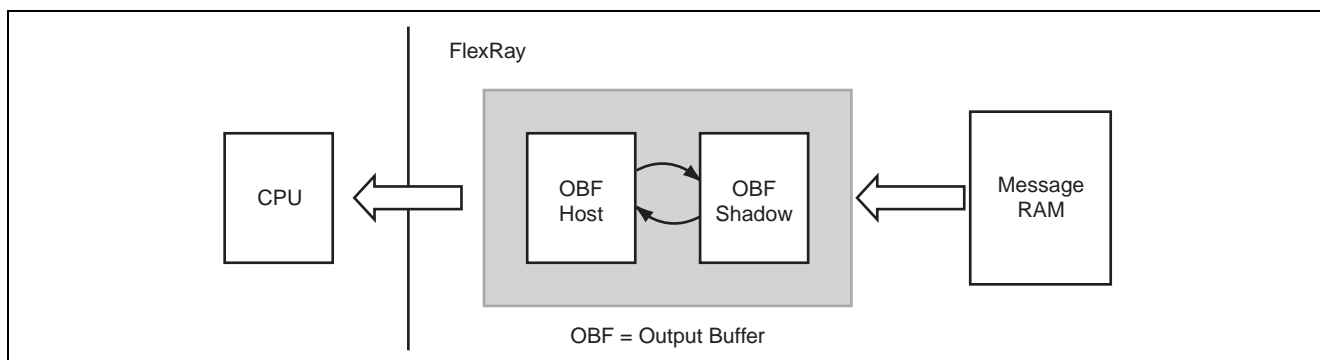 FlexRay
CPU
OBF
Host
OBF
Shadow
Message
RAM
OBF = Output Buffer